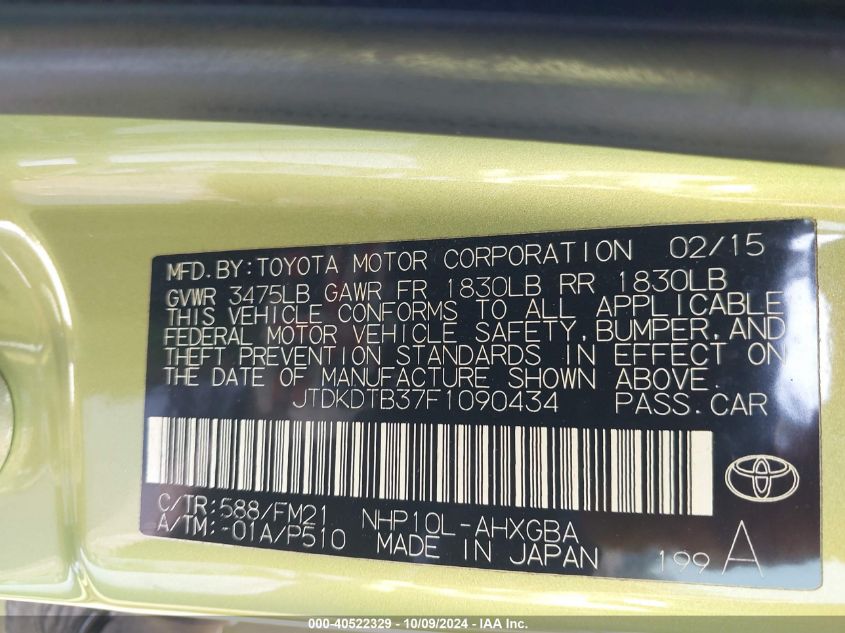 MFD. BY: TOYOTA MOTOR CORPORATION 02/15
GVWR 3475LB GAWR FR 1830LB RR 1830LB
THIS VEHICLE CONFORMS TO ALL APPLICABLE
FEDERAL MOTOR VEHICLE SAFETY, BUMPER, AND
THEFT PREVENTION STANDARDS IN EFFECT ON
THE DATE OF MANUFACTURE SHOWN ABOVE.
JTDKDTB37F1090434 PASS. CAR
C/TR: 588/FM21 NHP10L-AHXGBA
A/TM: -01A/P510 MADE IN JAPAN 199 A
000-40522329 - 10/09/2024 - IAA Inc.